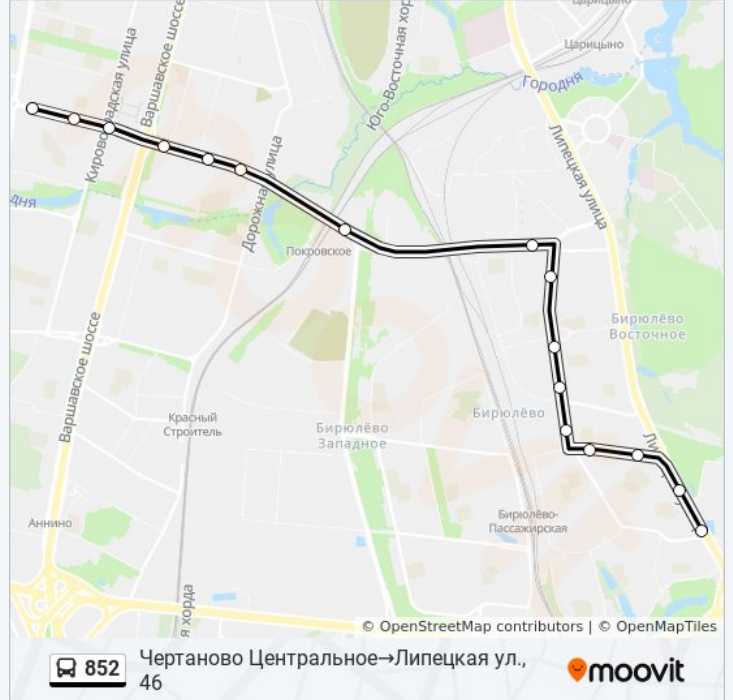 Царицыно
Царицыно
Городня
Кировоградская улица
Варшавское шоссе
Юго-Восточная хор
Липецкая улица
Дорожная улица
дня
Покровское
Бирюлёво
Восточное
Варшавское шоссе
Красный
Строитель
Бирюлёво
Западное
Бирюлёво
Ли
Аннино
Бирюлёво-
Пассажирская
я хорда
© OpenStreetMap contributors | © OpenMapTiles
852
Чертаново Центральное→Липецкая ул.,
46
moovit